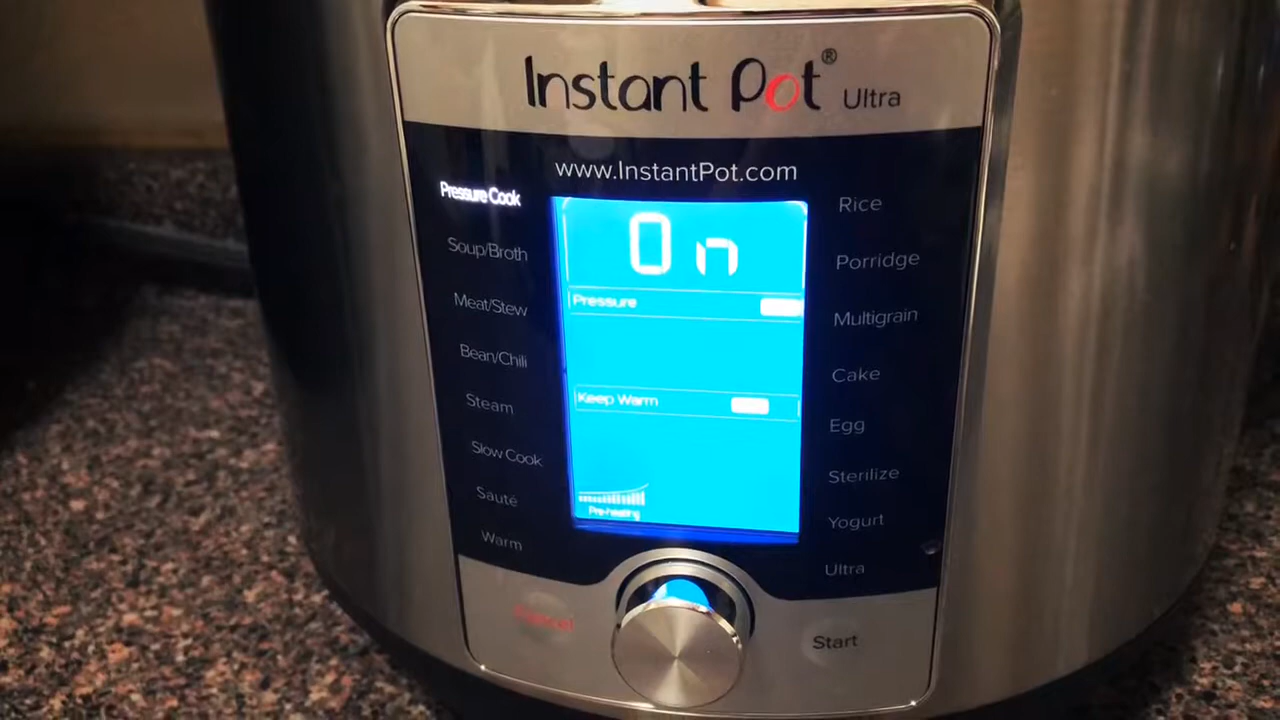 Instant Pot® Ultra
www.InstantPot.com
Pressure Cook
Soup/Broth
Meat/Stew
Bean/Chili
Steam
Slow Cook
Sauté
Warm
On
Pressure
Keep Warm
Pre-heating
Rice
Porridge
Multigrain
Cake
Egg
Sterilize
Yogurt
Ultra
Cancel
Start